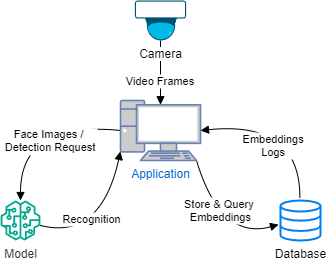 Camera
Video Frames
Face Images /
Detection Request
Embeddings
Logs
Application
Recognition
Store & Query
Embeddings
Model
Database